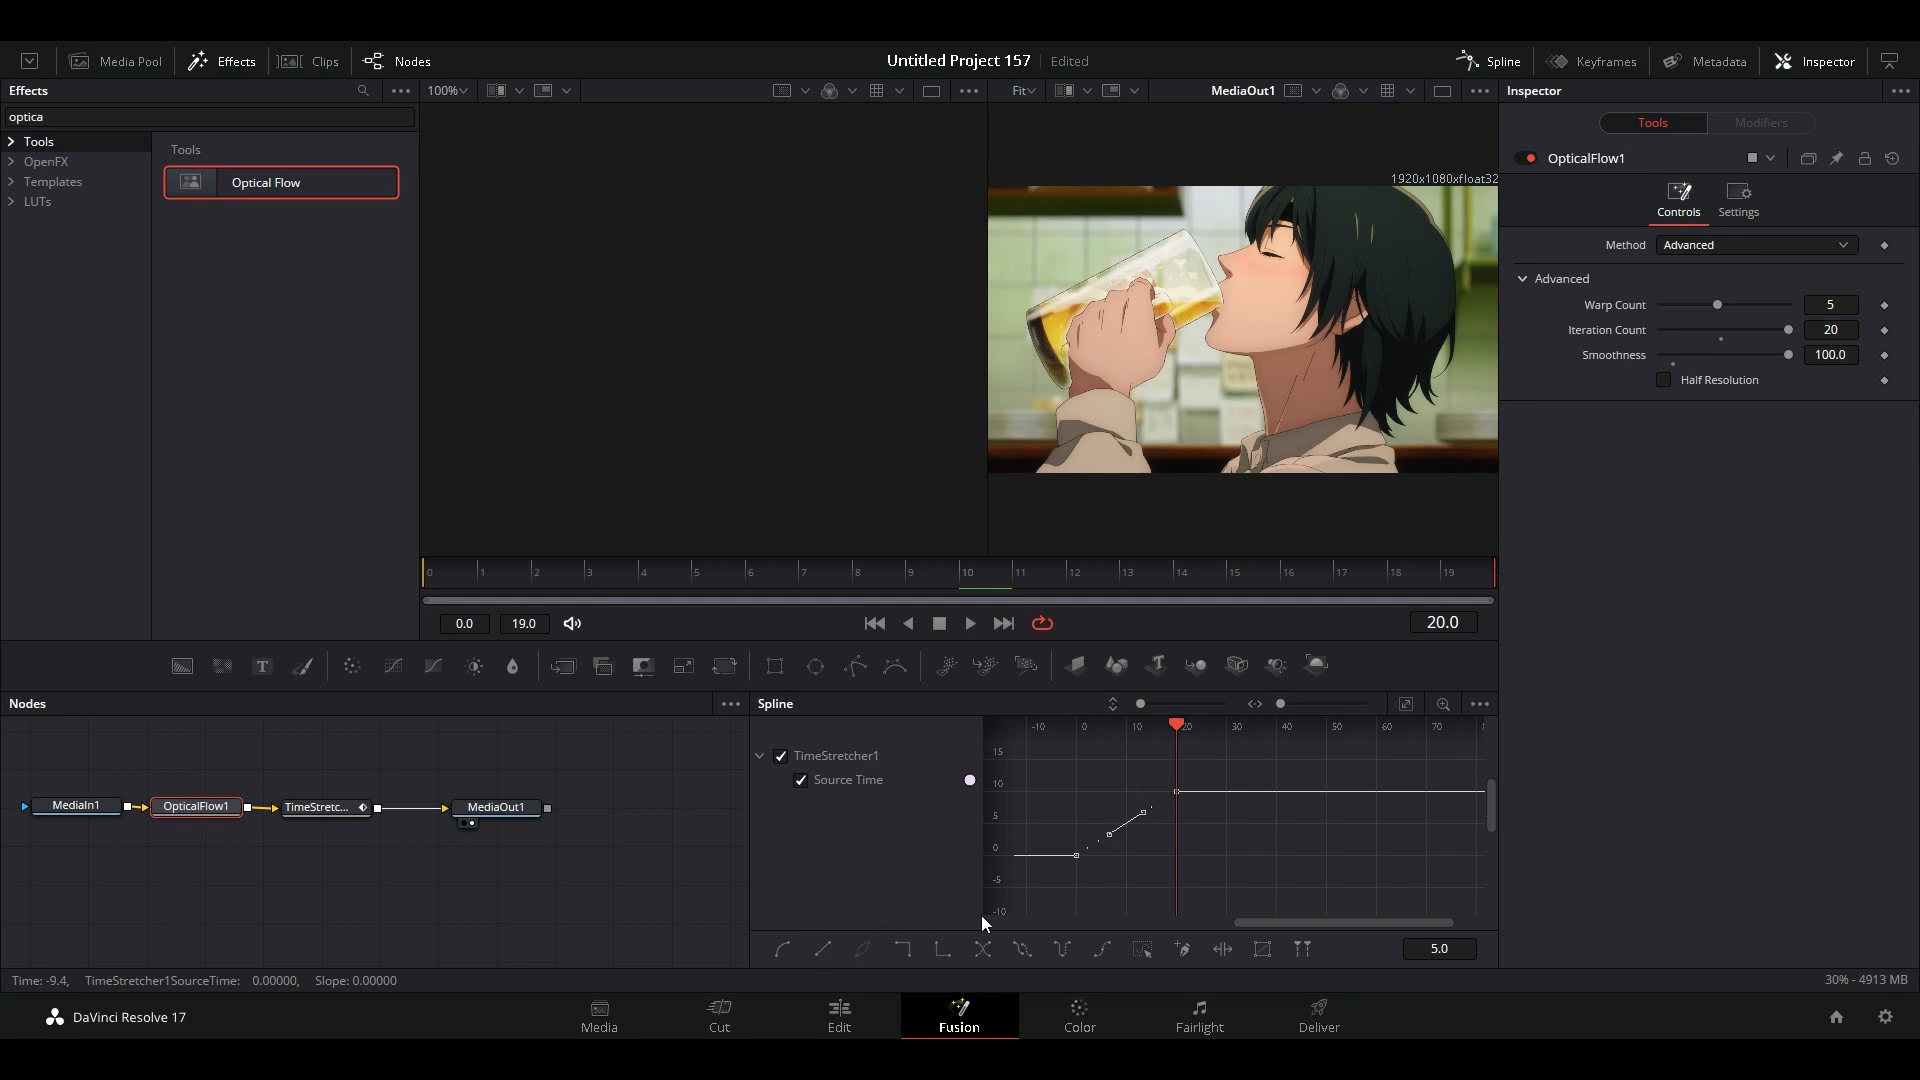 Media Pool Effects Clips Nodes Untitled Project 157 Edited Spline Keyframes Metadata Inspector
Effects 100% Fit MediaOut1 Inspector
optica
Tools
OpenFX
Templates
LUTs
Tools
Optical Flow
1920x1080xfloat32
Tools Modifiers
OpticalFlow1
Controls Settings
Method Advanced
Advanced
Warp Count 5
Iteration Count 20
Smoothness 100.0
Half Resolution
0 1 2 3 4 5 6 7 8 9 10 11 12 13 14 15 16 17 18 19
0.0 19.0 20.0
Nodes
MediaIn1 OpticalFlow1 TimeStretc... MediaOut1
Spline
TimeStretcher1
Source Time
-10 0 10 20 30 40 50 60 70
15
10
5
0
-5
-10
5.0
Time: -9.4, TimeStretcher1SourceTime: 0.00000, Slope: 0.00000 30% - 4913 MB
DaVinci Resolve 17 Media Cut Edit Fusion Color Fairlight Deliver